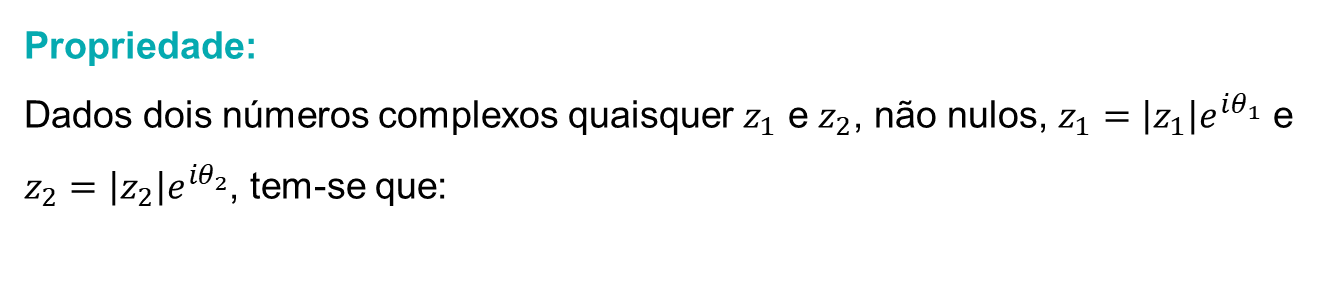 Propriedade:
Dados dois números complexos quaisquer z₁ e z₂, não nulos, z₁ = |z₁|e^{iθ₁} e
z₂ = |z₂|e^{iθ₂}, tem-se que: